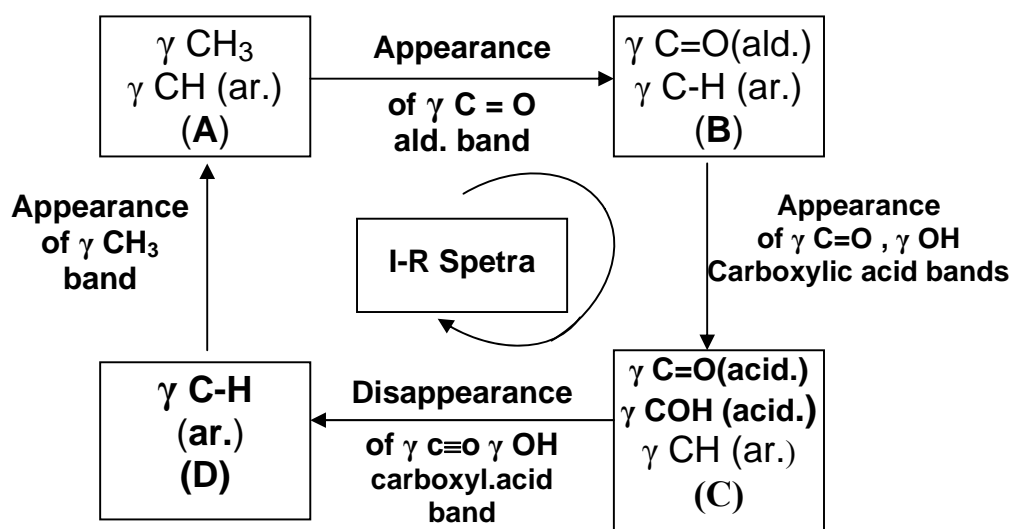 γ CH₃
γ CH (ar.)
(A)
Appearance
of γ C = O
ald. band
γ C=O(ald.)
γ C-H (ar.)
(B)
Appearance
of γ CH₃
band
I-R Spetra
Appearance
of γ C=O , γ OH
Carboxylic acid bands
γ C-H
(ar.)
(D)
Disappearance
of γ c≡o γ OH
carboxyl.acid
band
γ C=O(acid.)
γ COH (acid.)
γ CH (ar.)
(C)